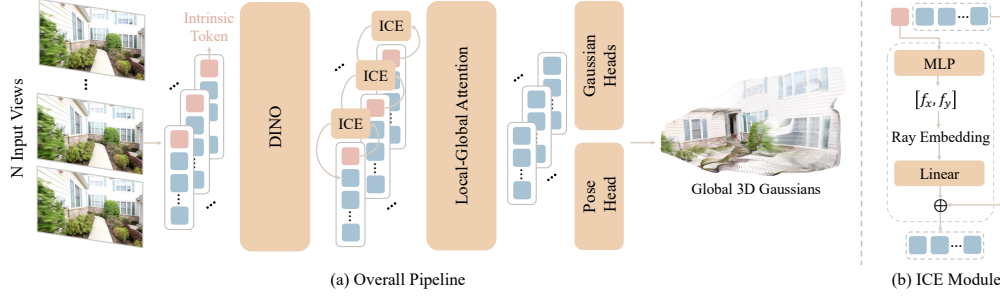 N Input Views
Intrinsic
Token
DINO
ICE
ICE
ICE
Local-Global Attention
Gaussian
Heads
Pose
Head
Global 3D Gaussians
(a) Overall Pipeline
MLP
[f_x, f_y]
Ray Embedding
Linear
⊕
(b) ICE Module